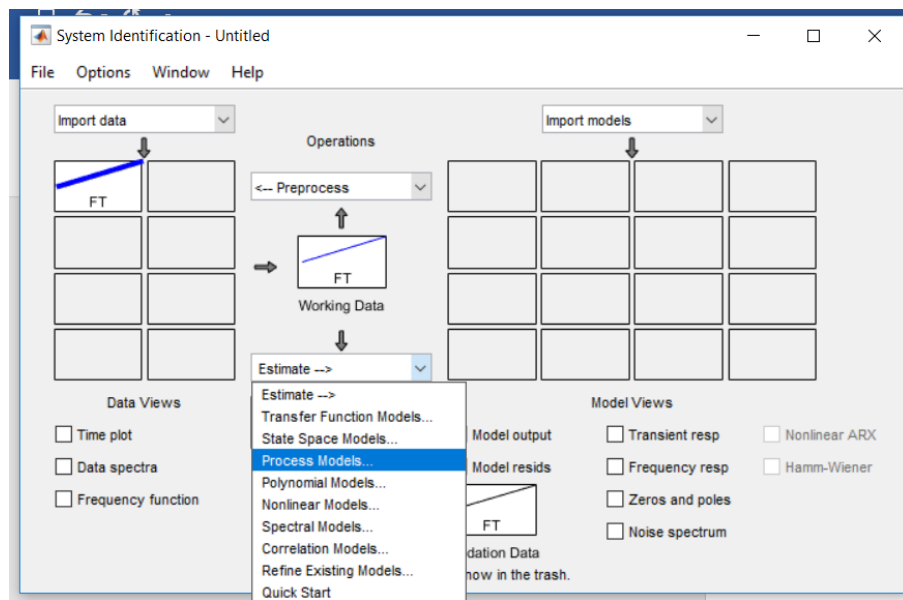 System Identification - Untitled
File Options Window Help
Import data
Import models
Operations
<-- Preprocess
FT
FT
Working Data
Estimate -->
Estimate -->
Transfer Function Models...
State Space Models...
Process Models...
Polynomial Models...
Nonlinear Models...
Spectral Models...
Correlation Models...
Refine Existing Models...
Quick Start
Data Views
Time plot
Data spectra
Frequency function
Model Views
Model output
Transient resp
Nonlinear ARX
Model resids
Frequency resp
Hamm-Wiener
Zeros and poles
FT
Noise spectrum
dation Data
now in the trash.